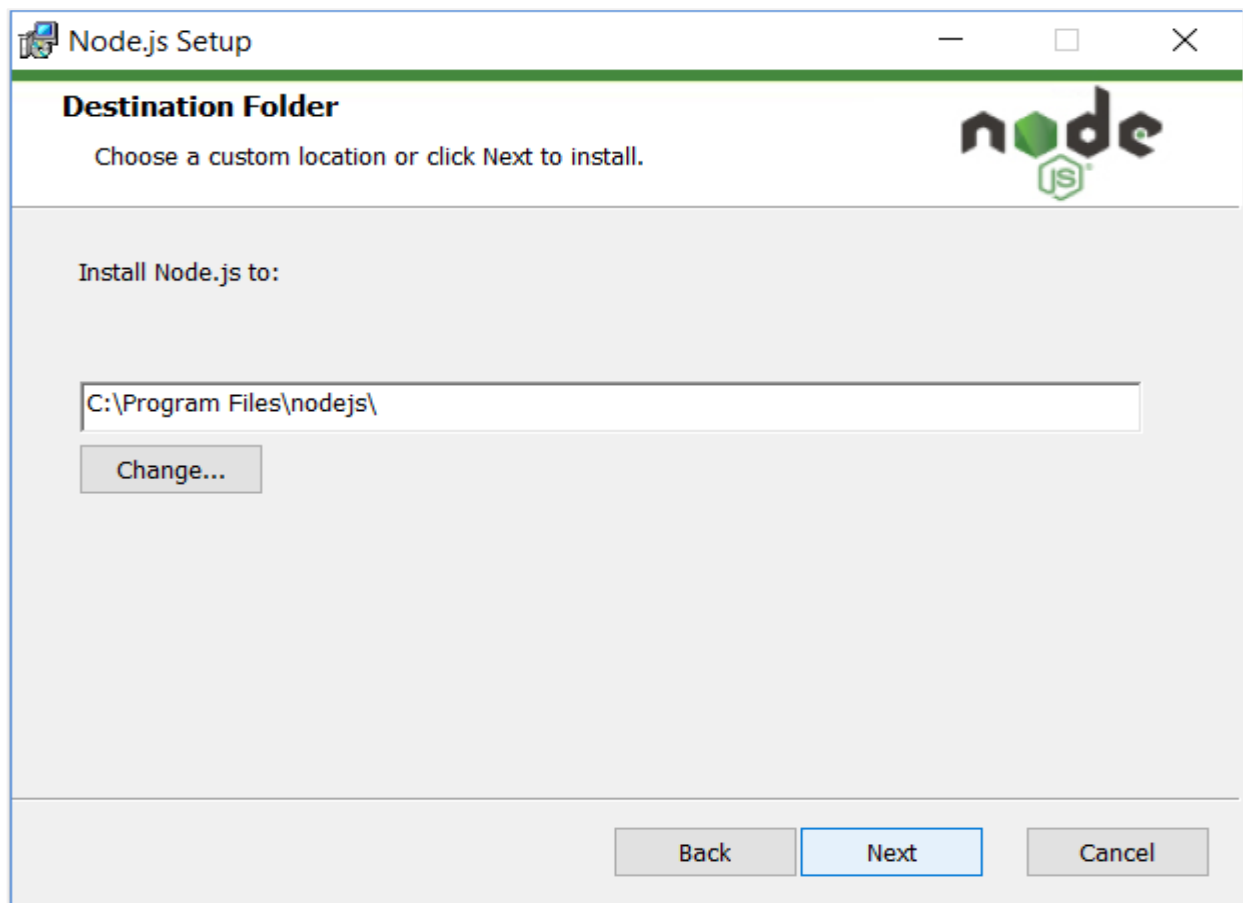 Node.js Setup
Destination Folder
Choose a custom location or click Next to install.
node
JS
Install Node.js to:
C:\Program Files\nodejs\
Change...
Back
Next
Cancel